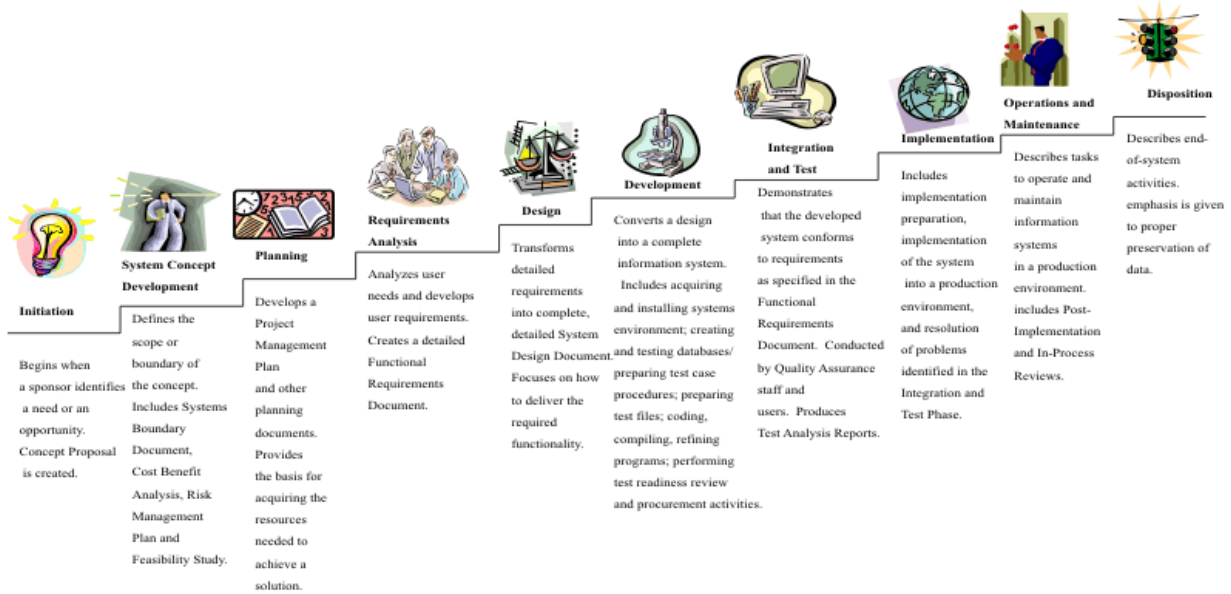 Initiation
Begins when
a sponsor identifies
a need or an
opportunity.
Concept Proposal
is created.
System Concept
Development
Defines the
scope or
boundary of
the concept.
Includes Systems
Boundary
Document,
Cost Benefit
Analysis, Risk
Management
Plan and
Feasibility Study.
Planning
Develops a
Project
Management
Plan
and other
planning
documents.
Provides
the basis for
acquiring the
resources
needed to
achieve a
solution.
Requirements
Analysis
Analyzes user
needs and develops
user requirements.
Creates a detailed
Functional
Requirements
Document.
Design
Transforms
detailed
requirements
into complete,
detailed System
Design Document.
Focuses on how
to deliver the
required
functionality.
Development
Converts a design
into a complete
information system.
Includes acquiring
and installing systems
environment; creating
and testing databases/
preparing test case
procedures; preparing
test files; coding,
compiling, refining
programs; performing
test readiness review
and procurement activities.
Integration
and Test
Demonstrates
that the developed
system conforms
to requirements
as specified in the
Functional
Requirements
Document. Conducted
by Quality Assurance
staff and
users. Produces
Test Analysis Reports.
Implementation
Includes
implementation
preparation,
implementation
of the system
into a production
environment,
and resolution
of problems
identified in the
Integration and
Test Phase.
Operations and
Maintenance
Describes tasks
to operate and
maintain
information
systems
in a production
environment.
includes Post-
Implementation
and In-Process
Reviews.
Disposition
Describes end-
of-system
activities.
emphasis is given
to proper
preservation of
data.